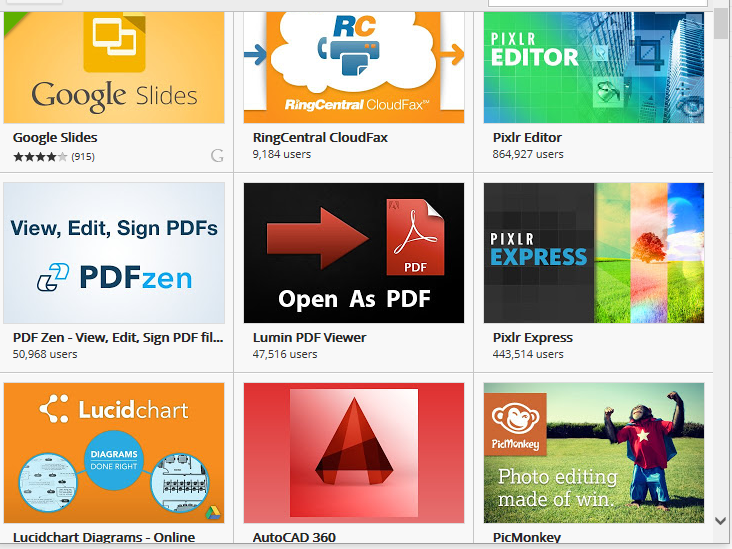 Google Slides
RC
RingCentral CloudFax™
PIXLR
EDITOR
Google Slides
(915)
G
RingCentral CloudFax
9,184 users
Pixlr Editor
864,927 users
View, Edit, Sign PDFs
PDFzen
PDF
Open As PDF
PIXLR
EXPRESS
PDF Zen - View, Edit, Sign PDF fil...
50,968 users
Lumin PDF Viewer
47,516 users
Pixlr Express
443,514 users
Lucidchart
DIAGRAMS
DONE RIGHT
PicMonkey
Photo editing
made of win.
Lucidchart Diagrams - Online
AutoCAD 360
PicMonkey